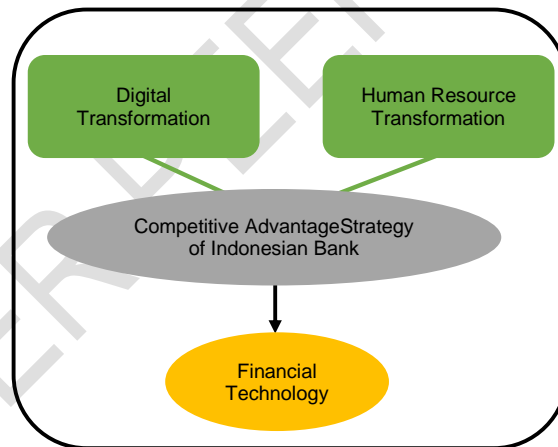 Digital
Transformation
Human Resource
Transformation
Competitive AdvantageStrategy
of Indonesian Bank
Financial
Technology